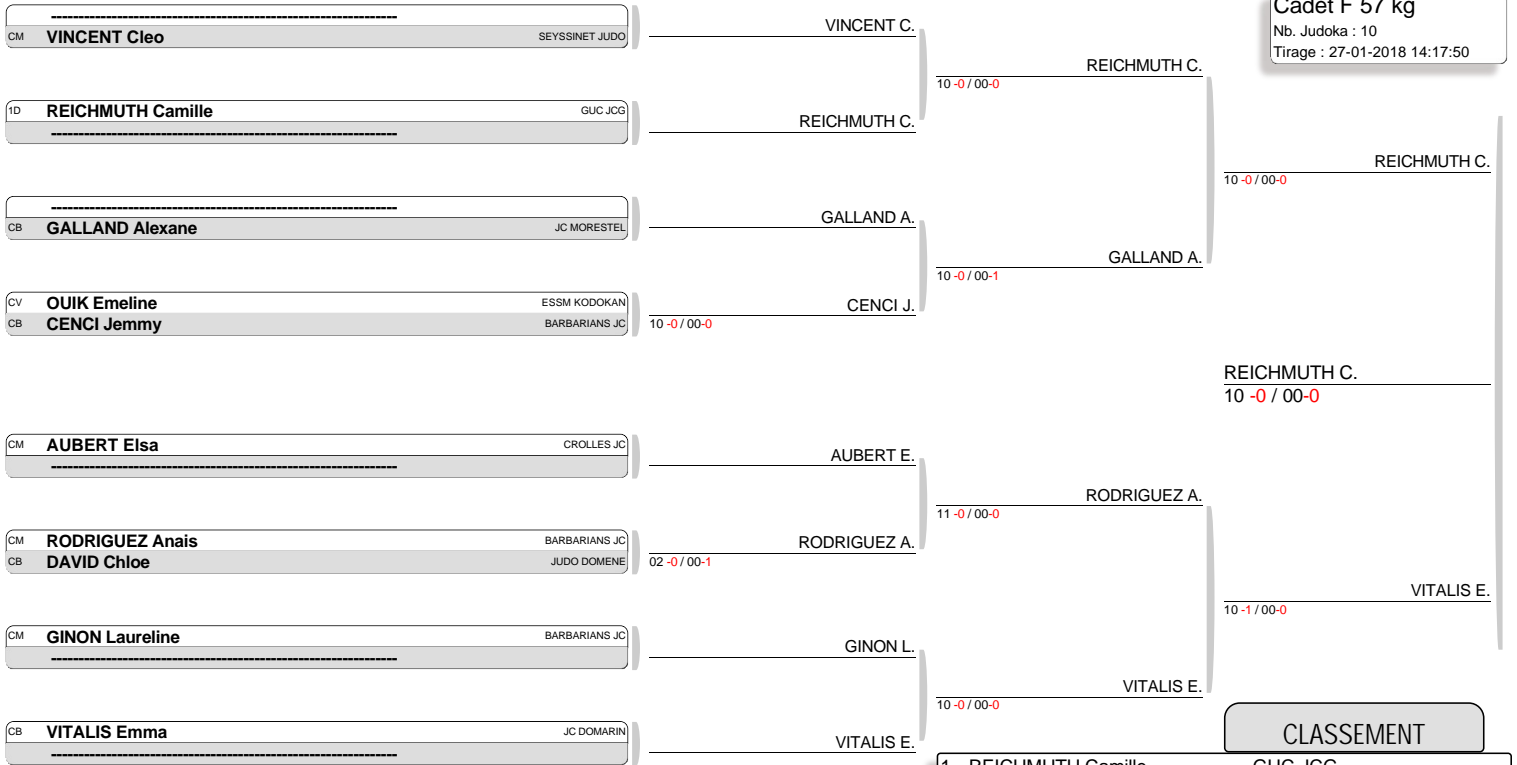 Cadet F 57 kg
Nb. Judoka : 10
Tirage : 27-01-2018 14:17:50
----------------------------------------------------------------
CM VINCENT Cleo SEYSSINET JUDO
1D REICHMUTH Camille GUC JCG
----------------------------------------------------------------
----------------------------------------------------------------
CB GALLAND Alexane JC MORESTEL
CV OUIK Emeline ESSM KODOKAN
CB CENCI Jemmy BARBARIANS JC
CM AUBERT Elsa CROLLES JC
----------------------------------------------------------------
CM RODRIGUEZ Anais BARBARIANS JC
CB DAVID Chloe JUDO DOMENE
CM GINON Laureline BARBARIANS JC
----------------------------------------------------------------
CB VITALIS Emma JC DOMARIN
----------------------------------------------------------------
VINCENT C.
REICHMUTH C.
GALLAND A.
CENCI J.
10 -0 / 00-0
AUBERT E.
RODRIGUEZ A.
02 -0 / 00-1
GINON L.
VITALIS E.
REICHMUTH C.
10 -0 / 00-0
GALLAND A.
10 -0 / 00-1
RODRIGUEZ A.
11 -0 / 00-0
VITALIS E.
10 -0 / 00-0
REICHMUTH C.
10 -0 / 00-0
VITALIS E.
10 -1 / 00-0
REICHMUTH C.
10 -0 / 00-0
CLASSEMENT
1 REICHMUTH Camille GUC JCG